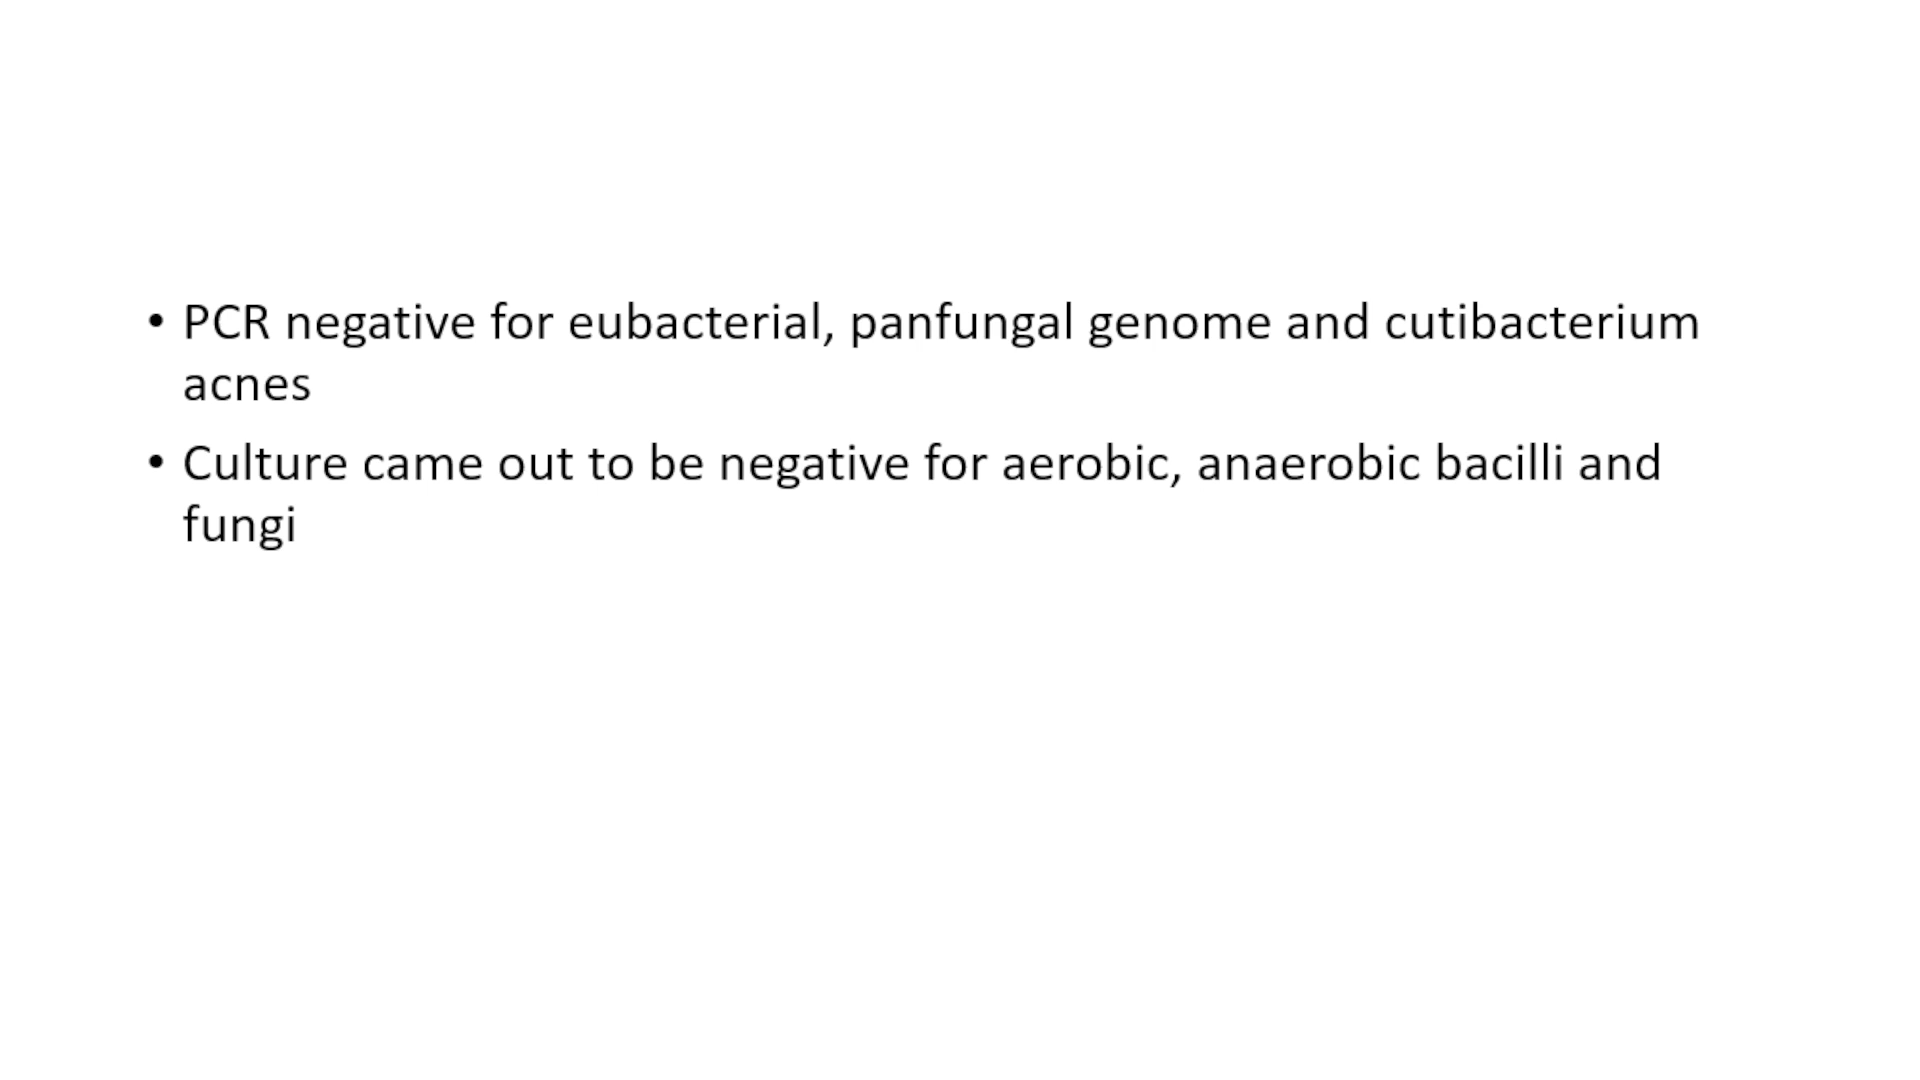 • PCR negative for eubacterial, panfungal genome and cutibacterium
acnes
• Culture came out to be negative for aerobic, anaerobic bacilli and
fungi